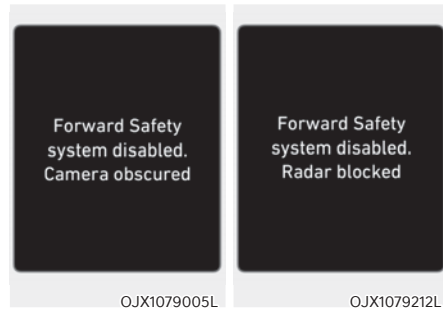 Forward Safety
system disabled.
Camera obscured
OJX1079005L
Forward Safety
system disabled.
Radar blocked
OJX1079212L